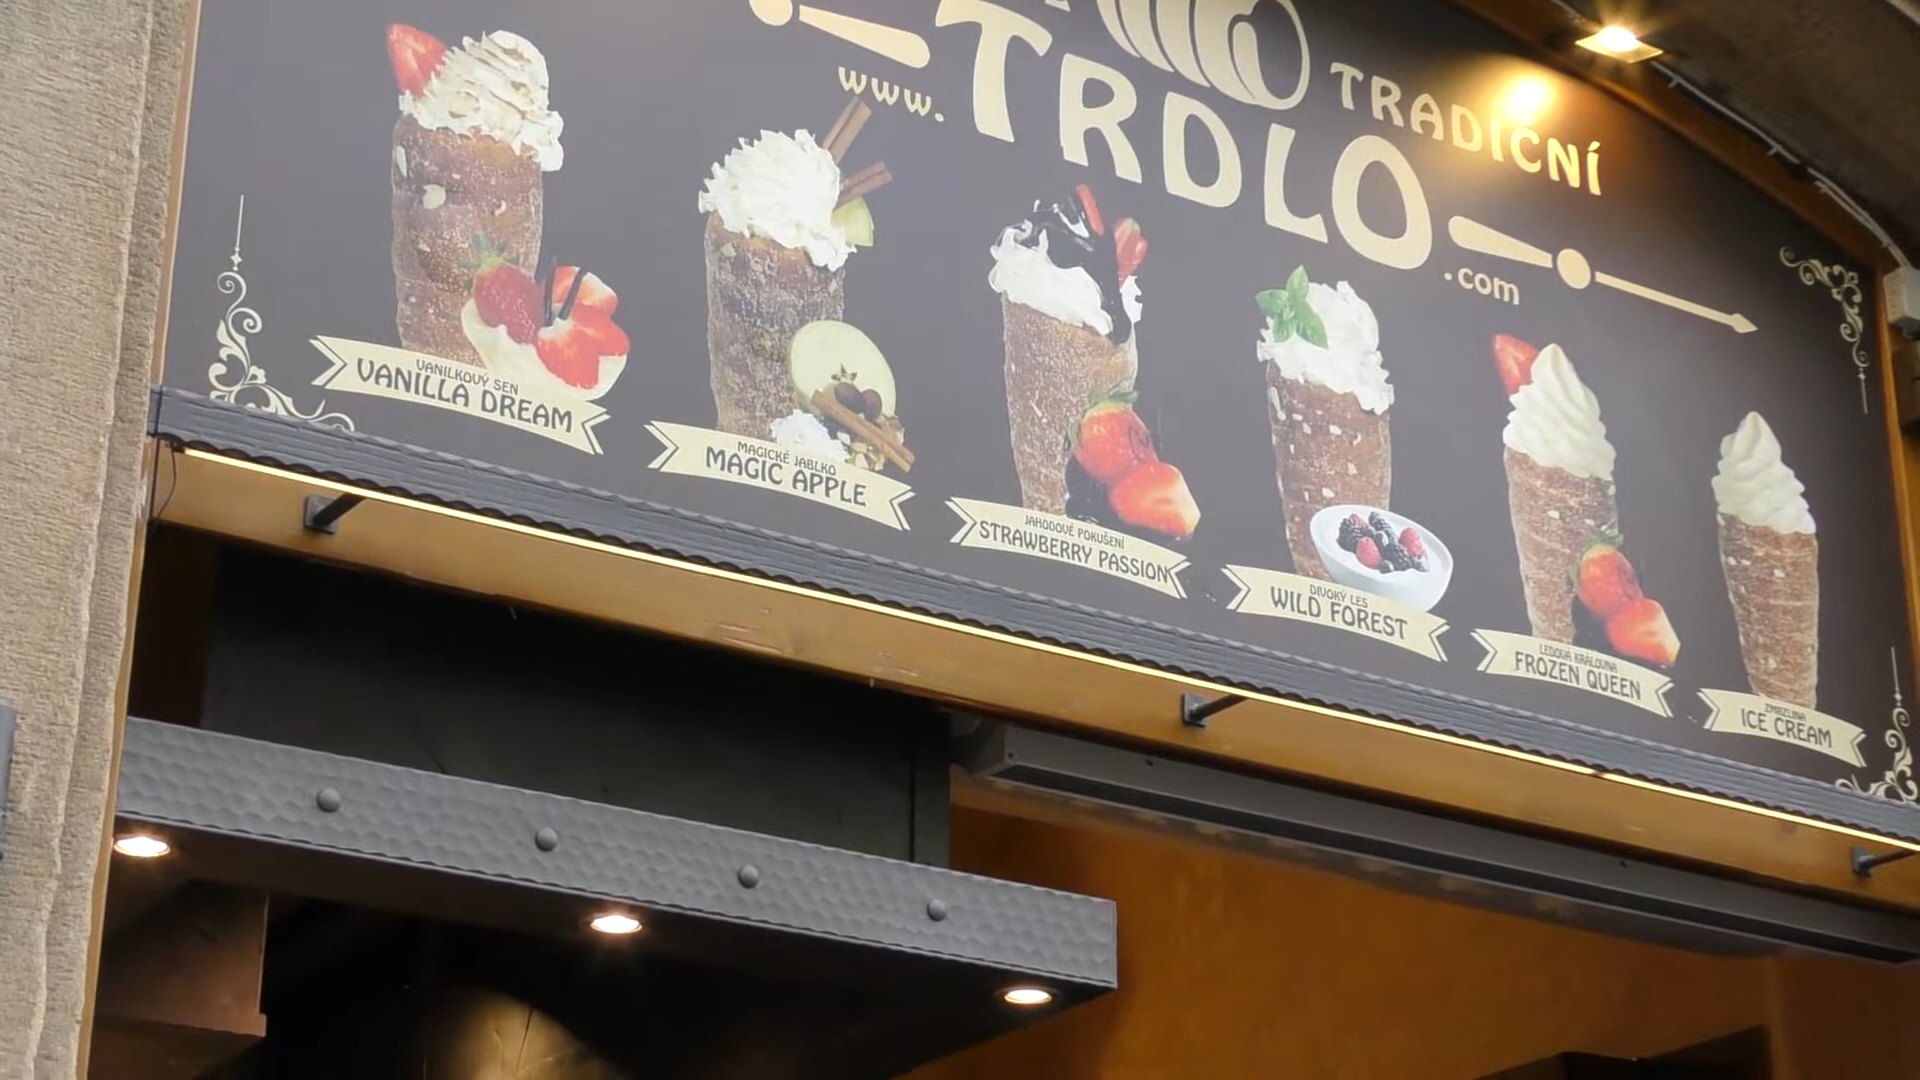 TRADIČNÍ
www.TRDLO.com
VANILKOVÝ SEN
VANILLA DREAM
MAGICKÉ JABLKO
MAGIC APPLE
JAHODOVÉ POKUŠENÍ
STRAWBERRY PASSION
DIVOKÝ LES
WILD FOREST
LEDOVÁ KRÁLOVNA
FROZEN QUEEN
ZMRZLINA
ICE CREAM